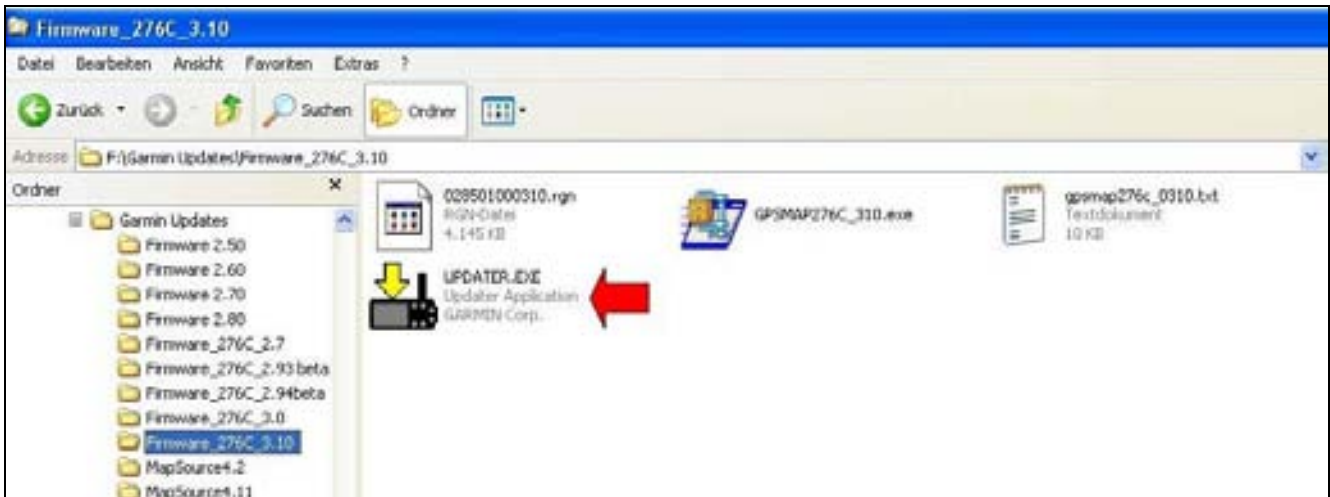 Firmware_276C_3.10
Datei Bearbeiten Ansicht Favoriten Extras ?
Zurück Suchen Ordner
Adresse F:\Garmin Updates\Firmware_276C_3.10
Ordner
Garmin Updates
Firmware 2.50
Firmware 2.60
Firmware 2.70
Firmware 2.80
Firmware_276C_2.7
Firmware_276C_2.93 beta
Firmware_276C_2.94beta
Firmware_276C_3.0
Firmware_276C_3.10
MapSource4.2
MapSource4.11
028501000310.rgn
RGN-Datei
4.145 KB
GPSMAP276C_310.exe
gpsmap276c_0310.txt
Textdokument
10 KB
UPDATER.EXE
Updater Application
GARMIN Corp.